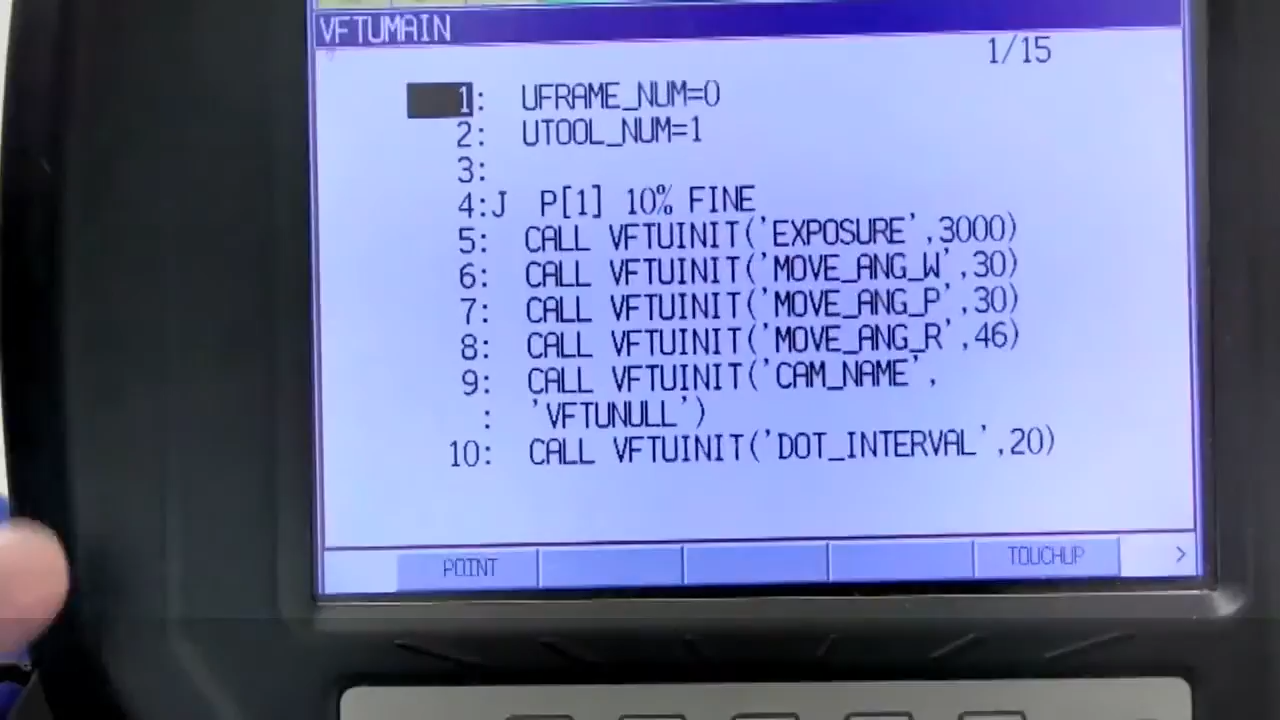 VFTUMAIN
1/15
1: UFRAME_NUM=0
2: UTOOL_NUM=1
3:
4:J P[1] 10% FINE
5: CALL VFTUINIT('EXPOSURE',3000)
6: CALL VFTUINIT('MOVE_ANG_W',30)
7: CALL VFTUINIT('MOVE_ANG_P',30)
8: CALL VFTUINIT('MOVE_ANG_R',46)
9: CALL VFTUINIT('CAM_NAME',
: 'VFTUNULL')
10: CALL VFTUINIT('DOT_INTERVAL',20)
POINT TOUCHUP >